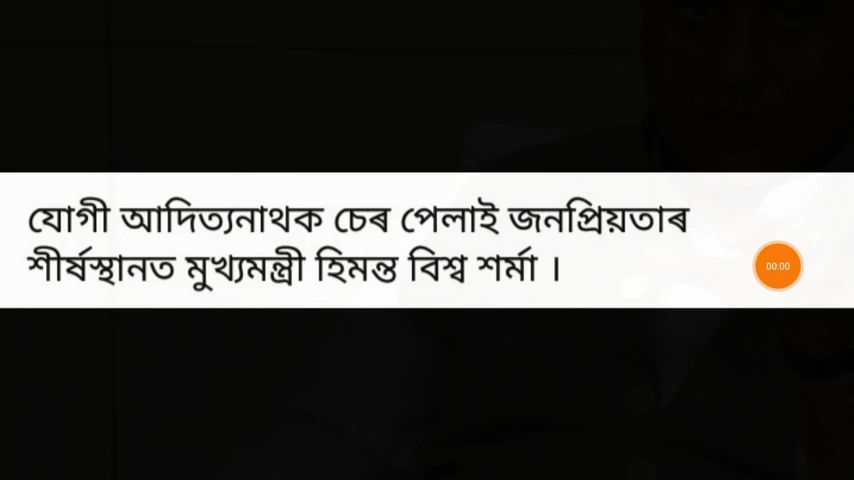 যোগী আদিত্যনাথক চেৰ পেলাই জনপ্ৰিয়তাৰ
শীৰ্ষস্থানত মুখ্যমন্ত্ৰী হিমন্ত বিশ্ব শৰ্মা ।
00:00